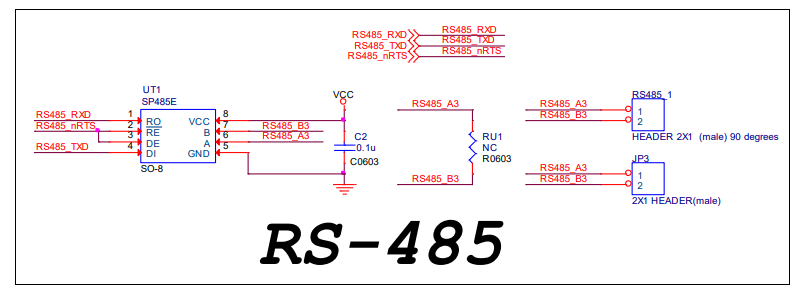 RS485_RXD RS485_RXD
RS485_TXD RS485_TXD
RS485_nRTS RS485_nRTS
UT1
SP485E
RS485_RXD 1 RO VCC 8
RS485_nRTS 2 RE B 7 RS485_B3
3 DE A 6 RS485_A3
RS485_TXD 4 DI GND 5
SO-8
VCC
C2
0.1u
C0603
RS485_A3
RU1
NC
R0603
RS485_B3
RS485_1
RS485_A3 1
RS485_B3 2
HEADER 2X1 (male) 90 degrees
JP3
RS485_A3 1
RS485_B3 2
2X1 HEADER(male)
RS-485